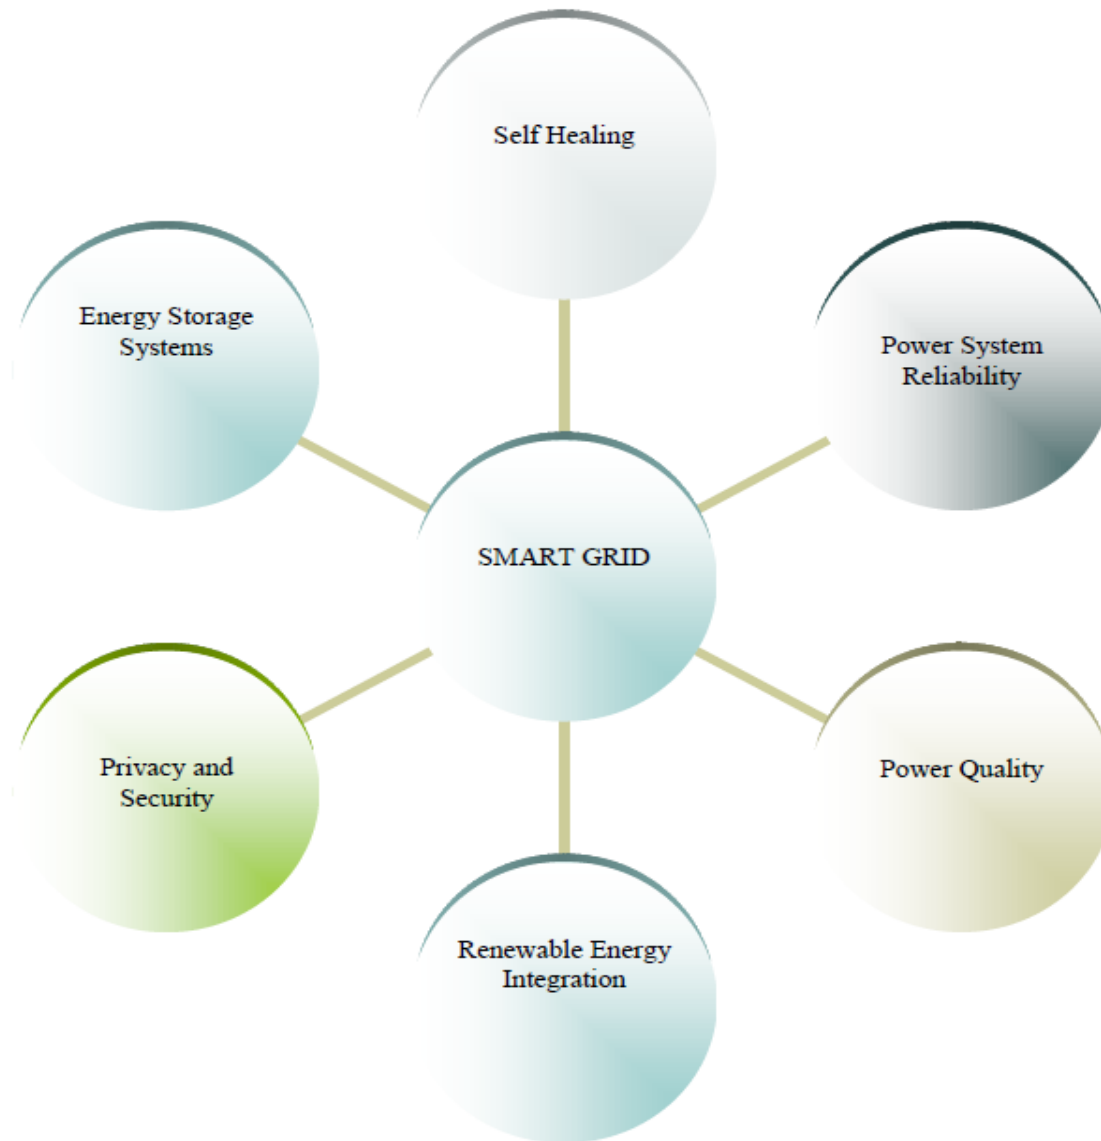 Self Healing
Energy Storage
Systems
Power System
Reliability
SMART GRID
Privacy and
Security
Power Quality
Renewable Energy
Integration